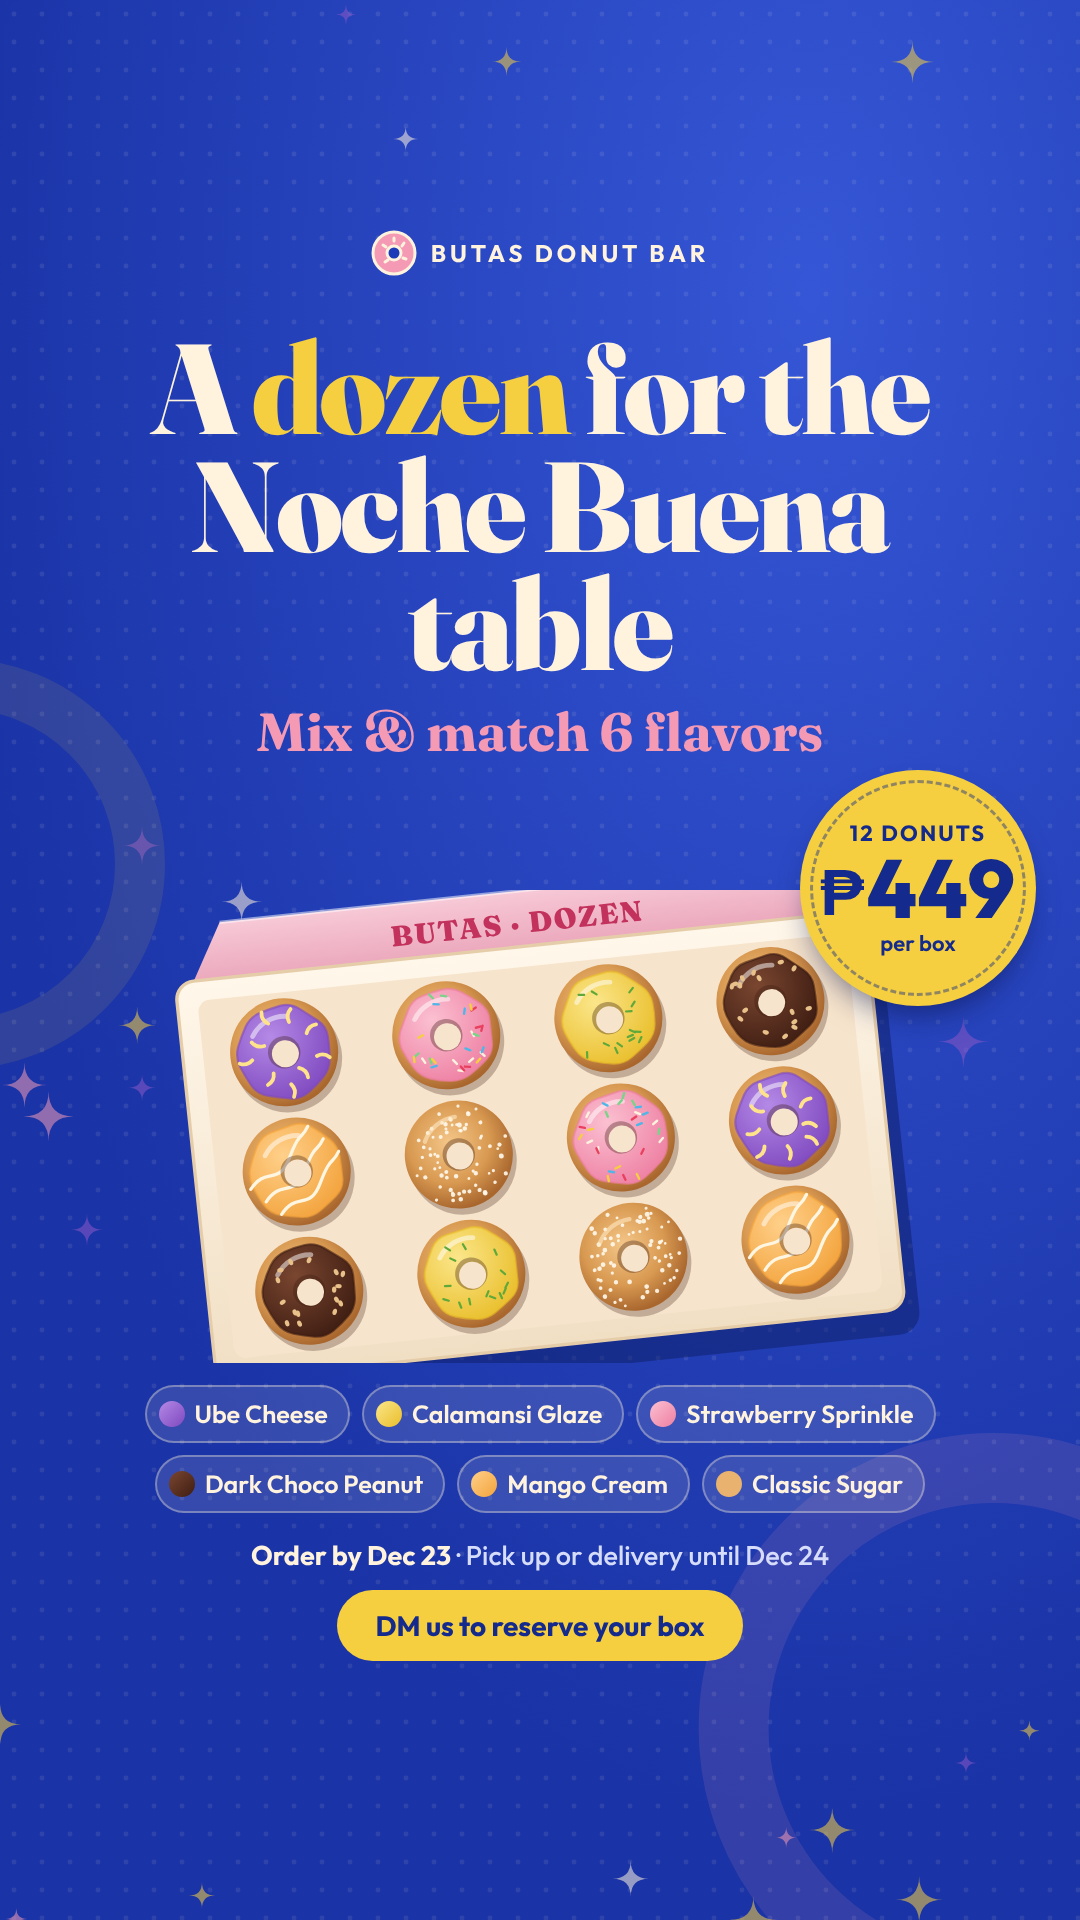 BUTAS DONUT BAR
A dozen for the
Noche Buena
table
Mix & match 6 flavors
12 DONUTS
₱449
per box
BUTAS · DOZEN
Ube Cheese
Calamansi Glaze
Strawberry Sprinkle
Dark Choco Peanut
Mango Cream
Classic Sugar
Order by Dec 23 · Pick up or delivery until Dec 24
DM us to reserve your box